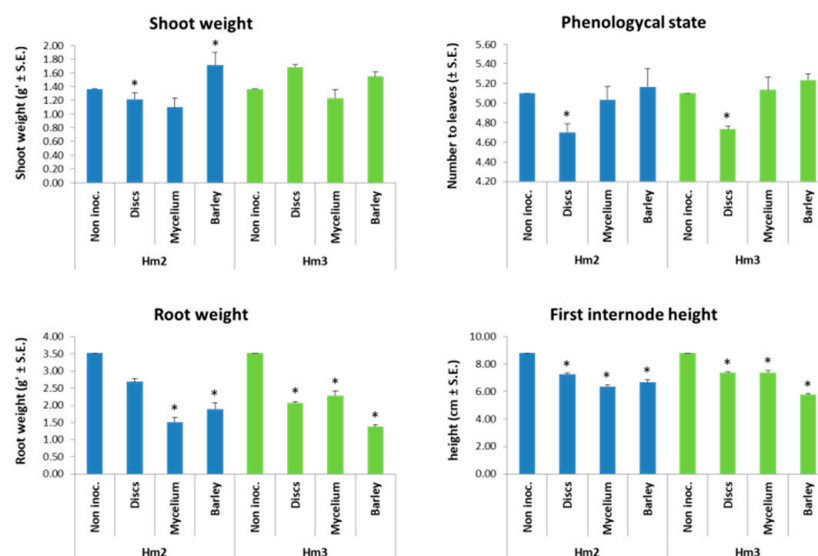 Shoot weight
Shoot weight (g' ± S.E.)
2.00
1.80
1.60
1.40
1.20
1.00
0.80
0.60
0.40
0.20
0.00
*
*
Non inoc.
Discs
Mycelium
Barley
Non inoc.
Discs
Mycelium
Barley
Hm2
Hm3
Phenologycal state
Number to leaves (± S.E.)
5.60
5.40
5.20
5.00
4.80
4.60
4.40
4.20
*
*
Non inoc.
Discs
Mycelium
Barley
Non inoc.
Discs
Mycelium
Barley
Hm2
Hm3
Root weight
Root weight (g' ± S.E.)
4.00
3.50
3.00
2.50
2.00
1.50
1.00
0.50
0.00
*
*
*
*
*
Non inoc.
Discs
Mycelium
Barley
Non inoc.
Discs
Mycelium
Barley
Hm2
Hm3
First internode height
height (cm ± S.E.)
10.00
8.00
6.00
4.00
2.00
0.00
*
*
*
*
*
*
Non inoc.
Discs
Mycelium
Barley
Non inoc.
Discs
Mycelium
Barley
Hm2
Hm3